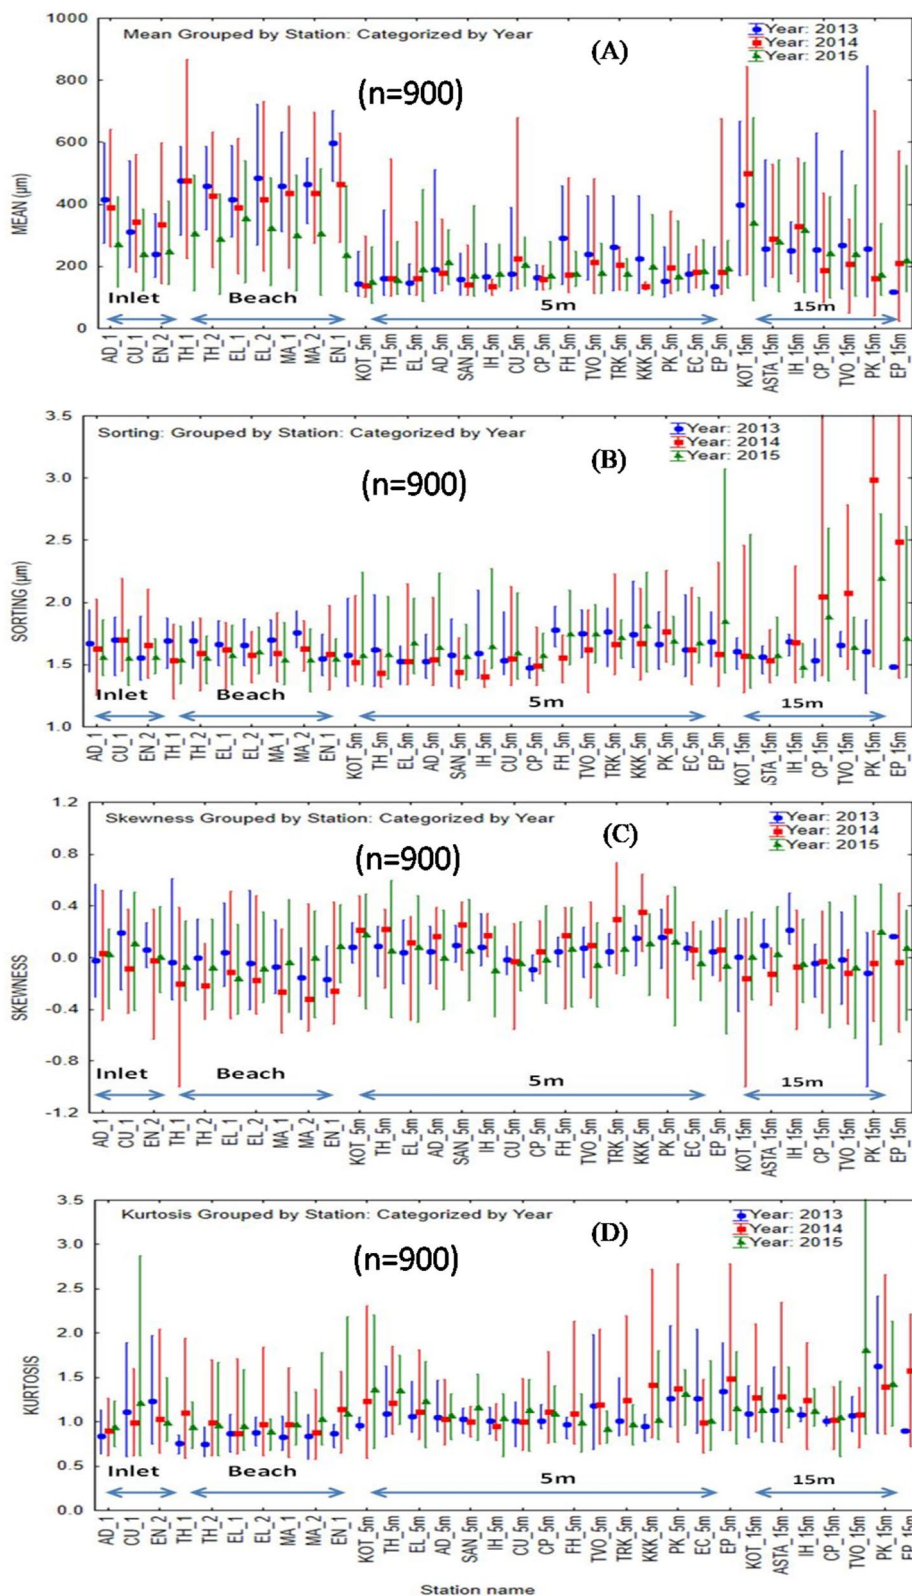 1000
Mean Grouped by Station: Categorized by Year
(A)
Year: 2013
Year: 2014
Year: 2015
(n=900)
800
600
400
200
0
MEAN (µm)
Inlet
Beach
5m
15m
AD_1
CU_1
EN_2
TH_1
TH_2
EL_1
EL_2
MA_1
MA_2
EN_1
KOT_5m
TH_5m
EL_5m
AD_5m
SAN_5m
IH_5m
CU_5m
CP_5m
FH_5m
TVO_5m
TRK_5m
KKK_5m
PK_5m
EC_5m
EP_5m
KOT_15m
ASTA_15m
IH_15m
CP_15m
TVO_15m
PK_15m
EP_15m
3.5
Sorting: Grouped by Station: Categorized by Year
(B)
Year: 2013
Year: 2014
Year: 2015
(n=900)
3.0
2.5
2.0
1.5
1.0
SORTING (µm)
Inlet
Beach
5m
15m
AD_1
CU_1
EN_2
TH_1
TH_2
EL_1
EL_2
MA_1
MA_2
EN_1
KOT_5m
TH_5m
EL_5m
AD_5m
SAN_5m
IH_5m
CU_5m
CP_5m
FH_5m
TVO_5m
TRK_5m
KKK_5m
PK_5m
EC_5m
EP_5m
KOT_15m
STA_15m
IH_15m
CP_15m
TVO_15m
PK_15m
EP_15m
1.2
Skewness Grouped by Station: Categorized by Year
(C)
Year: 2013
Year: 2014
Year: 2015
(n=900)
0.8
0.4
0.0
-0.4
-0.8
-1.2
SKEWNESS
Inlet
Beach
5m
15m
AD_1
CU_1
EN_2
TH_1
TH_2
EL_1
EL_2
MA_1
MA_2
EN_1
KOT_5m
TH_5m
EL_5m
AD_5m
SAN_5m
IH_5m
CU_5m
CP_5m
FH_5m
TVO_5m
TRK_5m
KKK_5m
PK_5m
EC_5m
EP_5m
KOT_15m
ASTA_15m
IH_15m
CP_15m
TVO_15m
PK_15m
EP_15m
3.5
Kurtosis Grouped by Station: Categorized by Year
(D)
Year: 2013
Year: 2014
Year: 2015
(n=900)
3.0
2.5
2.0
1.5
1.0
0.5
0.0
KURTOSIS
Inlet
Beach
5m
15m
AD_1
CU_1
EN_2
TH_1
TH_2
EL_1
EL_2
MA_1
MA_2
EN_1
KOT_5m
TH_5m
EL_5m
AD_5m
SAN_5m
IH_5m
CU_5m
CP_5m
FH_5m
TVO_5m
TRK_5m
KKK_5m
PK_5m
EC_5m
EP_5m
KOT_15m
ASTA_15m
IH_15m
CP_15m
TVO_15m
PK_15m
EP_15m
Station name